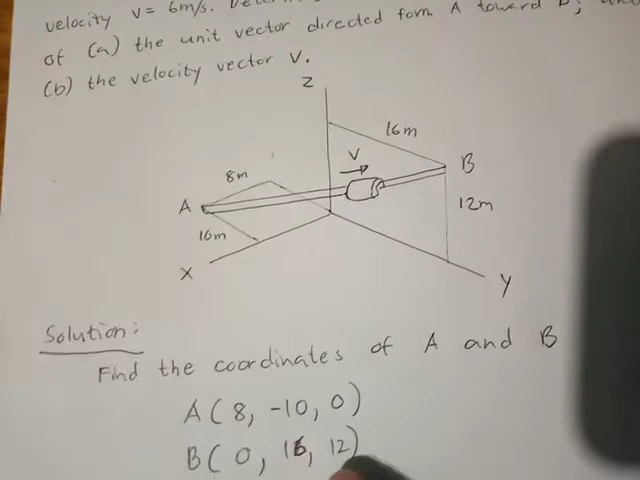 velocity v= 6m/s.
of (a) the unit vector directed form A toward B;
(b) the velocity vector V.
Z
16m
V
B
8m
A
12m
X
Y
Solution:
Find the coordinates of A and B
A(8, -10, 0)
B(0, 16, 12)